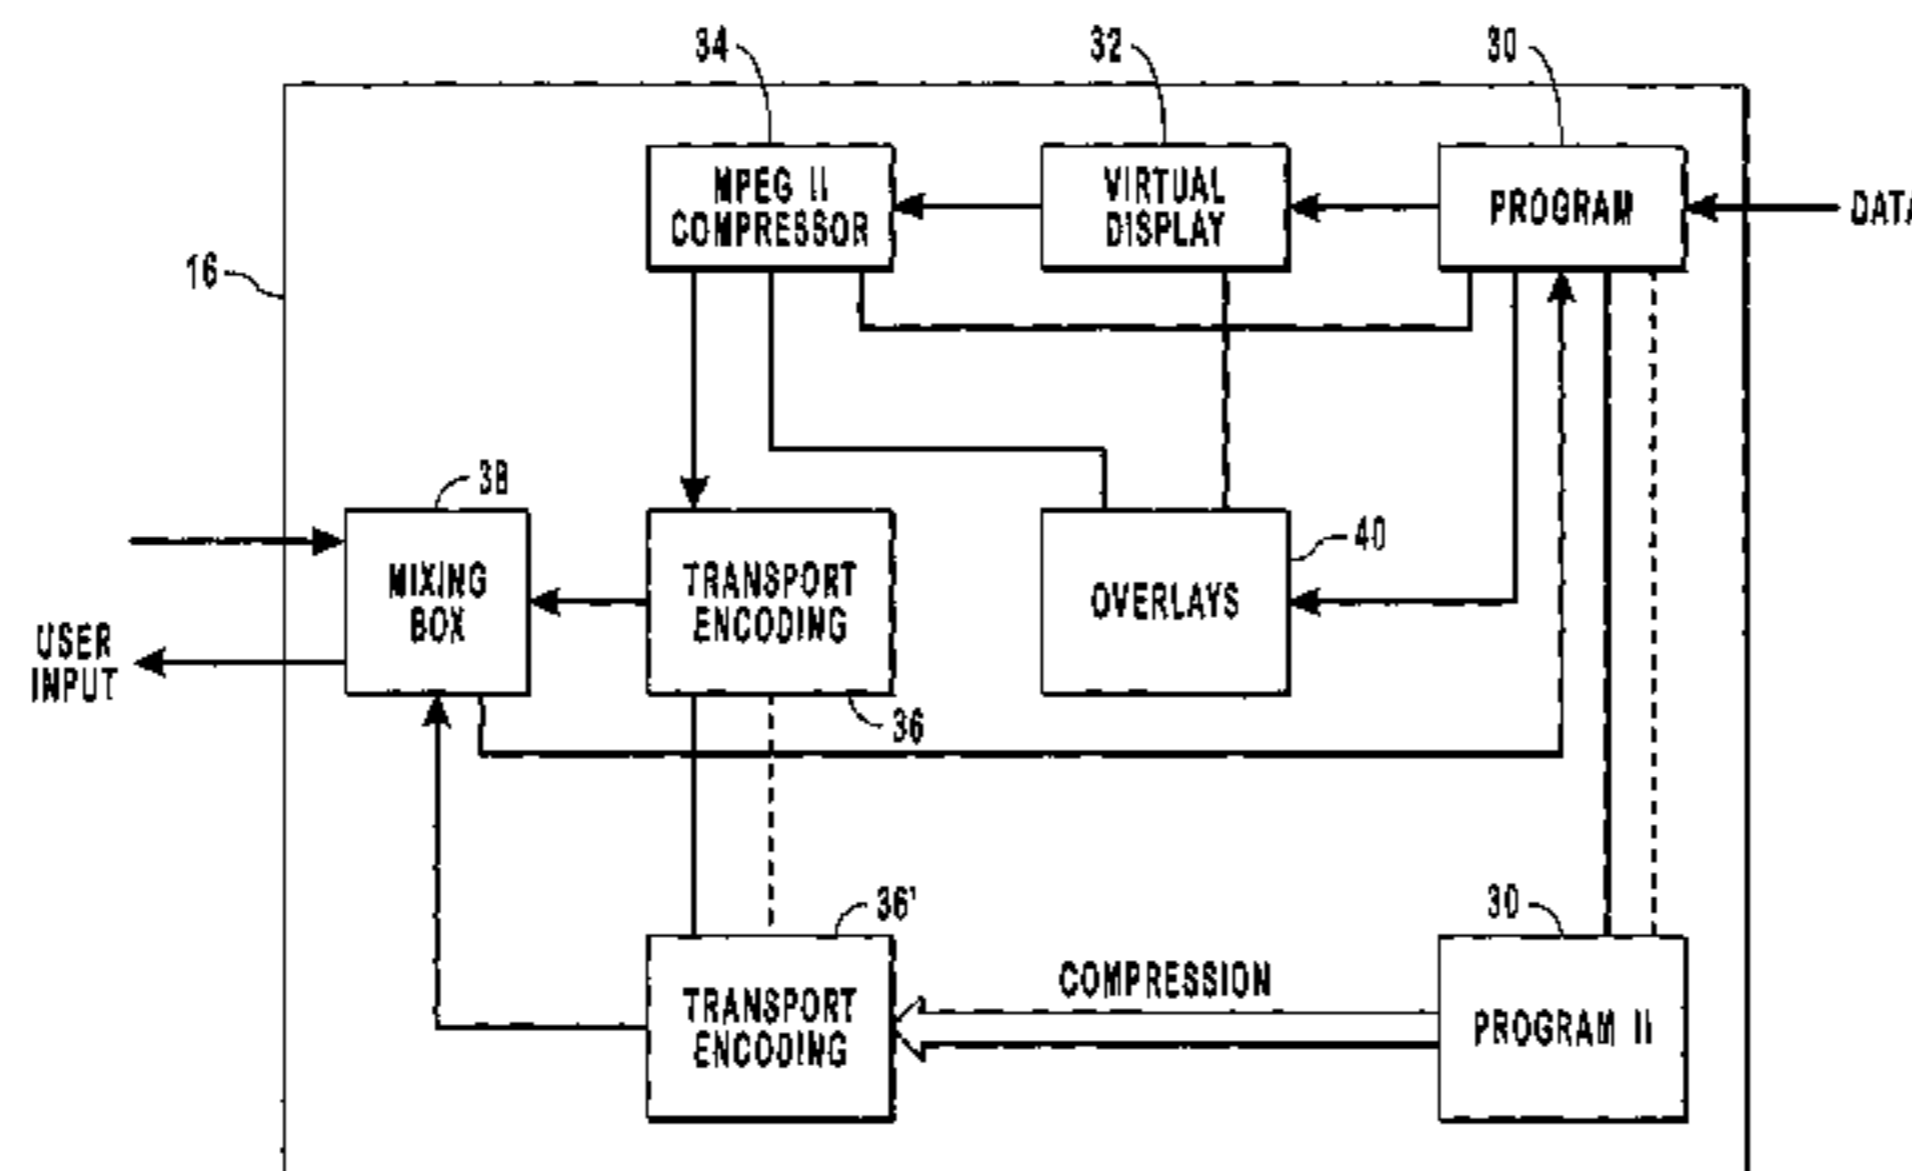 34
32
30
MPEG II
COMPRESSOR
VIRTUAL
DISPLAY
PROGRAM
DATA
16
38
40
MIXING
BOX
TRANSPORT
ENCODING
OVERLAYS
USER
INPUT
36
36'
30
COMPRESSION
TRANSPORT
ENCODING
PROGRAM II